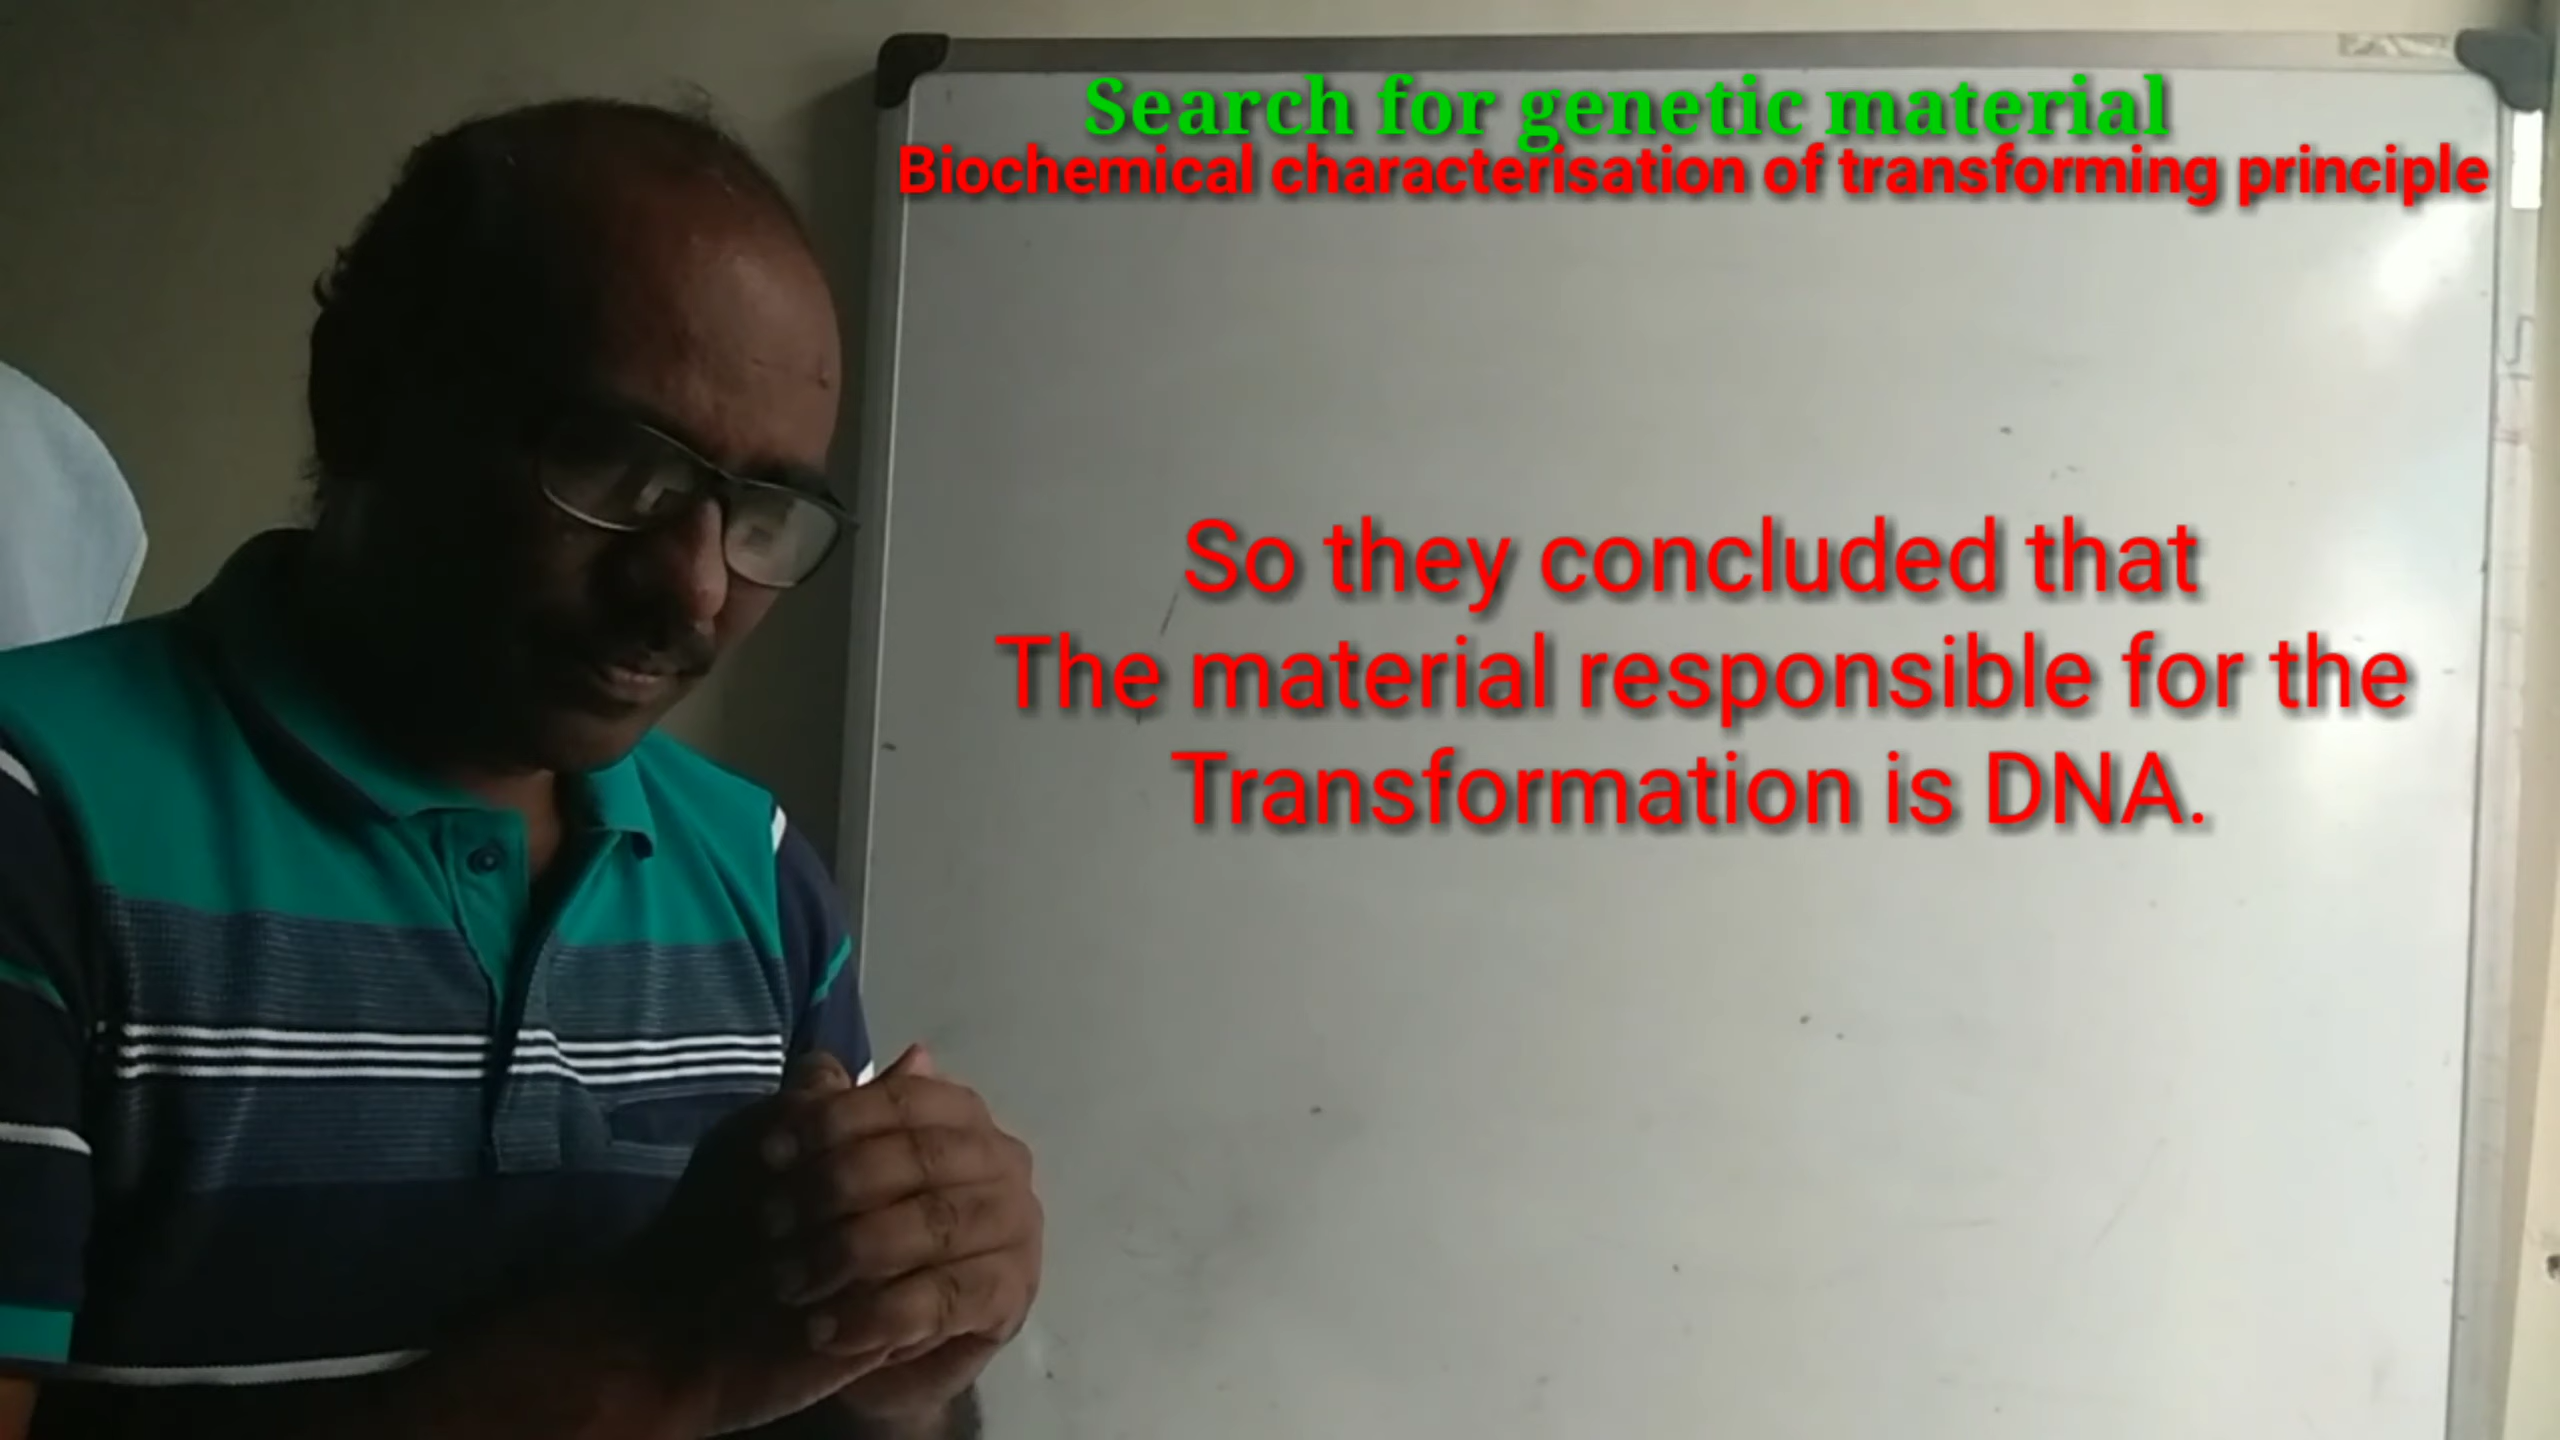 Search for genetic material
Biochemical characterisation of transforming principle
So they concluded that
The material responsible for the
Transformation is DNA.